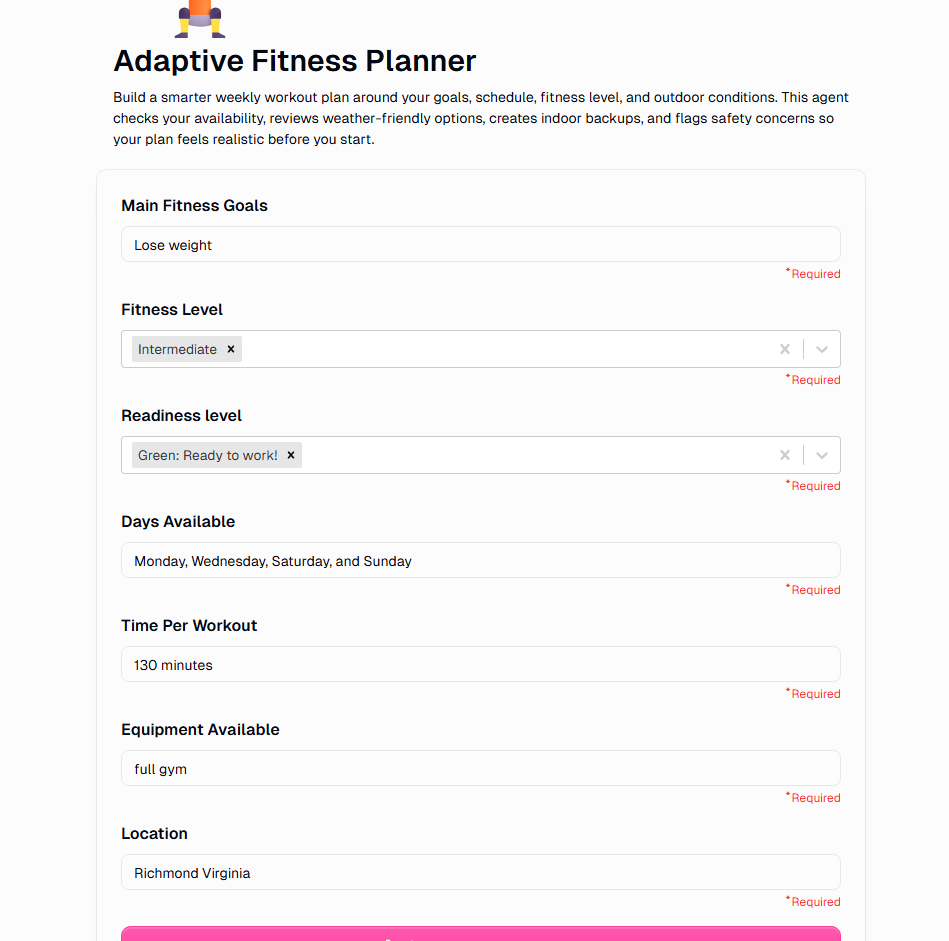 Adaptive Fitness Planner
Build a smarter weekly workout plan around your goals, schedule, fitness level, and outdoor conditions. This agent
checks your availability, reviews weather-friendly options, creates indoor backups, and flags safety concerns so
your plan feels realistic before you start.
Main Fitness Goals
Lose weight
*Required
Fitness Level
Intermediate ×
*Required
Readiness level
Green: Ready to work! ×
*Required
Days Available
Monday, Wednesday, Saturday, and Sunday
*Required
Time Per Workout
130 minutes
*Required
Equipment Available
full gym
*Required
Location
Richmond Virginia
*Required